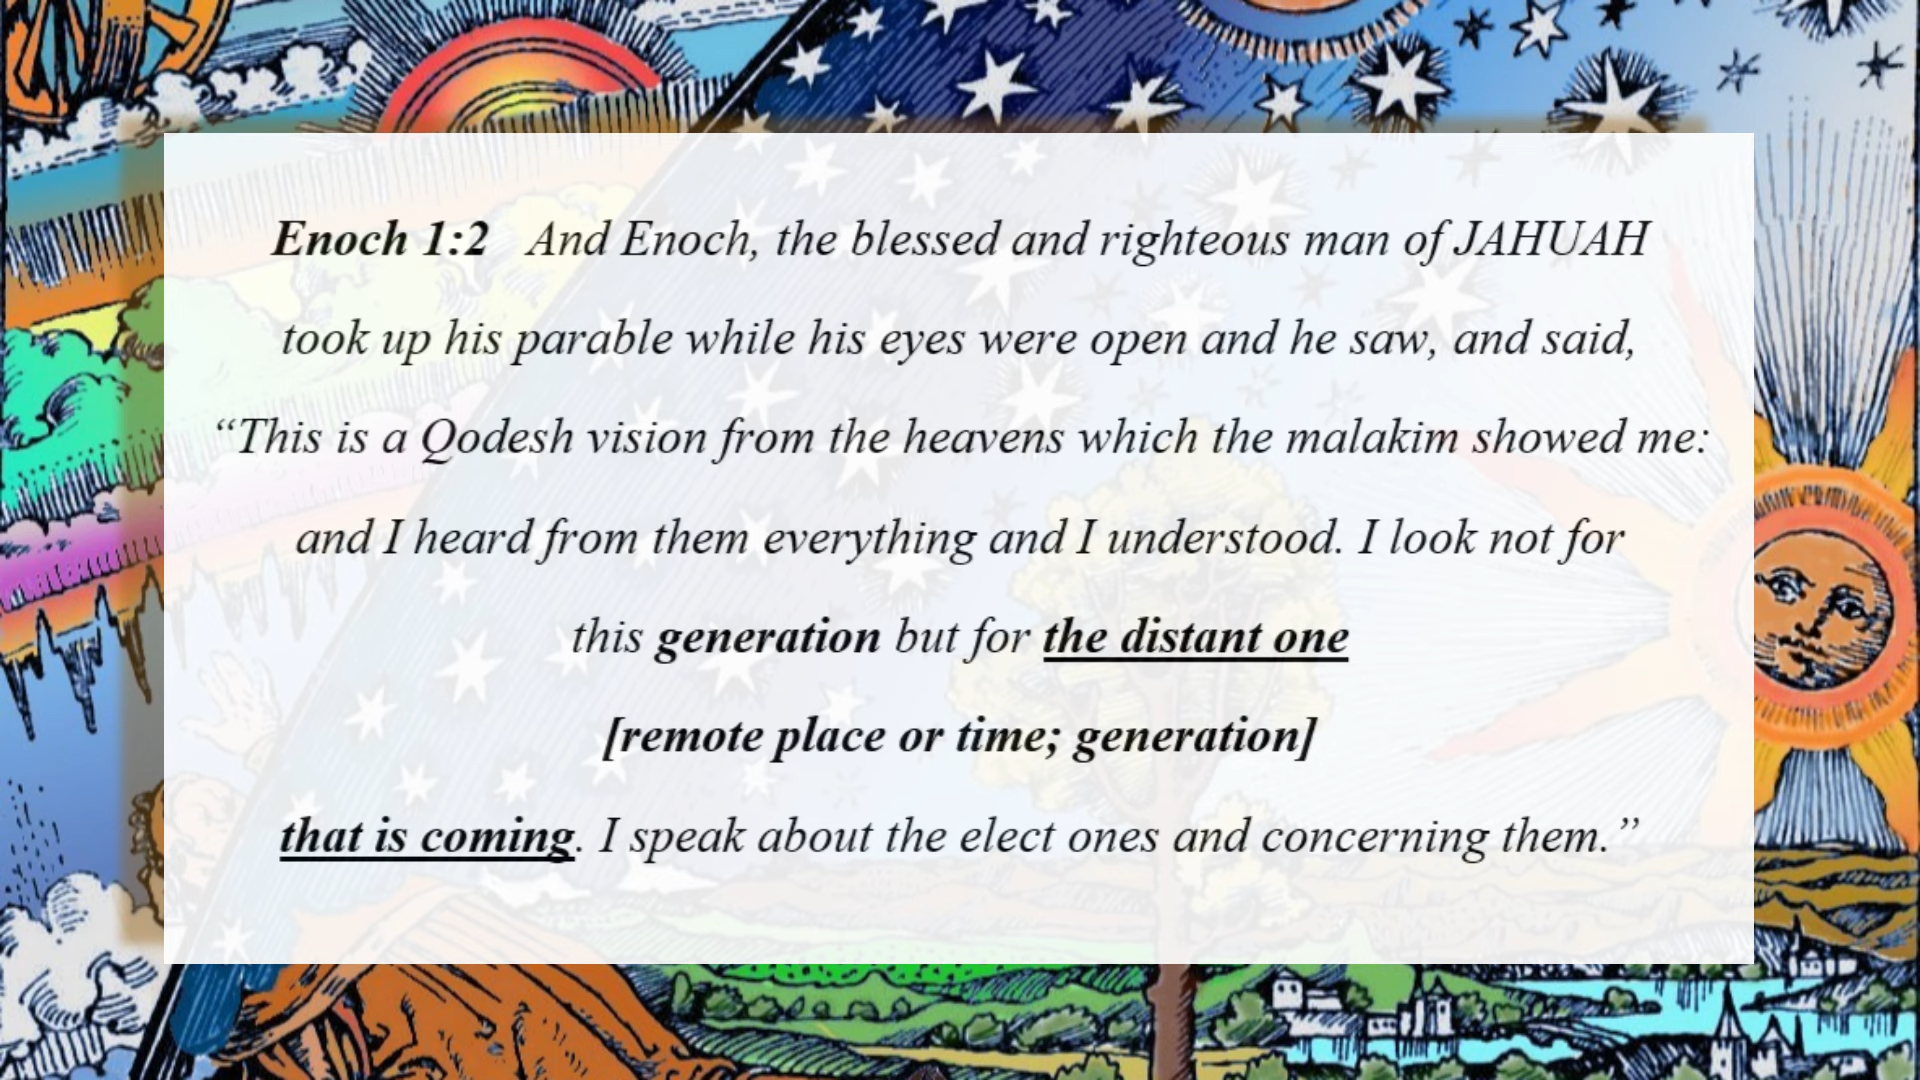 Enoch 1:2 And Enoch, the blessed and righteous man of JAHUAH
took up his parable while his eyes were open and he saw, and said,
“This is a Qodesh vision from the heavens which the malakim showed me:
and I heard from them everything and I understood. I look not for
this generation but for the distant one
[remote place or time; generation]
that is coming. I speak about the elect ones and concerning them.”